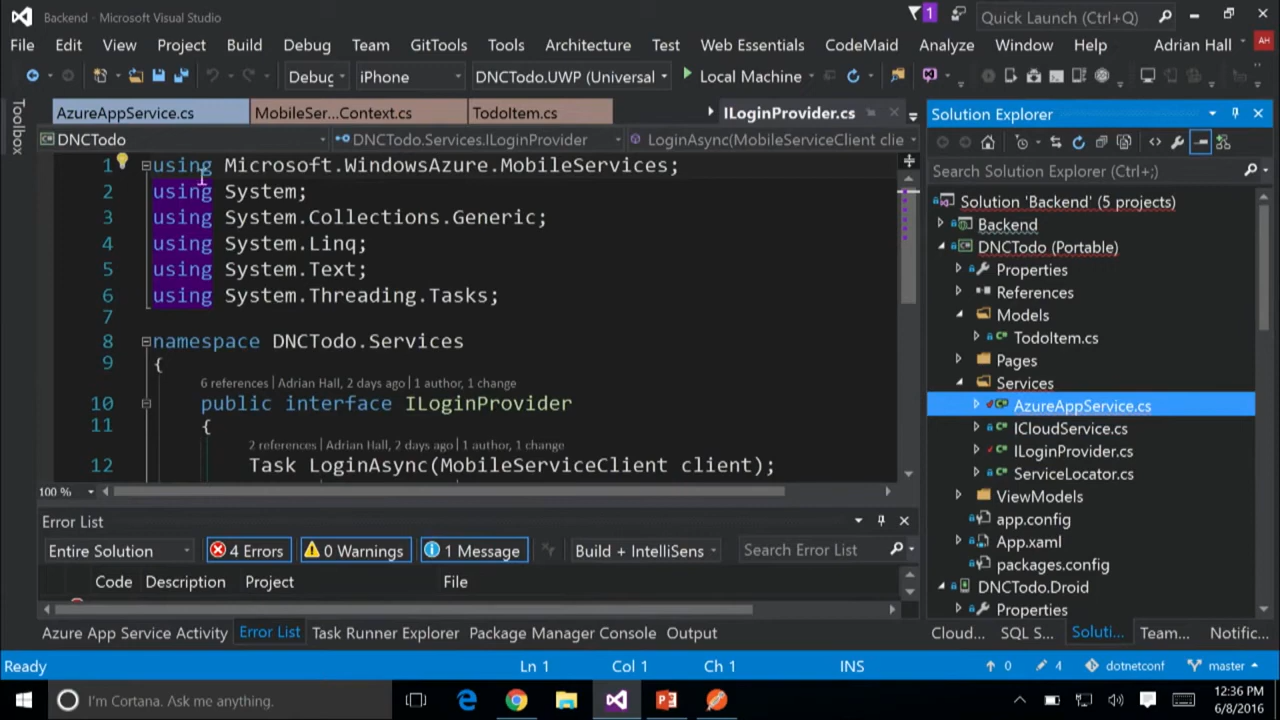 Backend - Microsoft Visual Studio
1
Quick Launch (Ctrl+Q)
File Edit View Project Build Debug Team GitTools Tools Architecture Test Web Essentials CodeMaid Analyze Window Help Adrian Hall AH
Debug iPhone DNCTodo.UWP (Universal Local Machine
Toolbox
AzureAppService.cs MobileSer...Context.cs TodoItem.cs ILoginProvider.cs
DNCTodo DNCTodo.Services.ILoginProvider LoginAsync(MobileServiceClient clie
1 using Microsoft.WindowsAzure.MobileServices;
2 using System;
3 using System.Collections.Generic;
4 using System.Linq;
5 using System.Text;
6 using System.Threading.Tasks;
7
8 namespace DNCTodo.Services
9 {
6 references | Adrian Hall, 2 days ago | 1 author, 1 change
10 public interface ILoginProvider
11 {
2 references | Adrian Hall, 2 days ago | 1 author, 1 change
12 Task LoginAsync(MobileServiceClient client);
100 %
Error List
Entire Solution 4 Errors 0 Warnings 1 Message Build + IntelliSens Search Error List
Code Description Project File
Azure App Service Activity Error List Task Runner Explorer Package Manager Console Output
Solution Explorer
Search Solution Explorer (Ctrl+;)
Solution 'Backend' (5 projects)
Backend
DNCTodo (Portable)
Properties
References
Models
TodoItem.cs
Pages
Services
AzureAppService.cs
ICloudService.cs
ILoginProvider.cs
ServiceLocator.cs
ViewModels
app.config
App.xaml
packages.config
DNCTodo.Droid
Properties
Cloud... SQL S... Soluti... Team... Notific...
Ready Ln 1 Col 1 Ch 1 INS 0 4 dotnetconf master
I'm Cortana. Ask me anything.
12:36 PM
6/8/2016